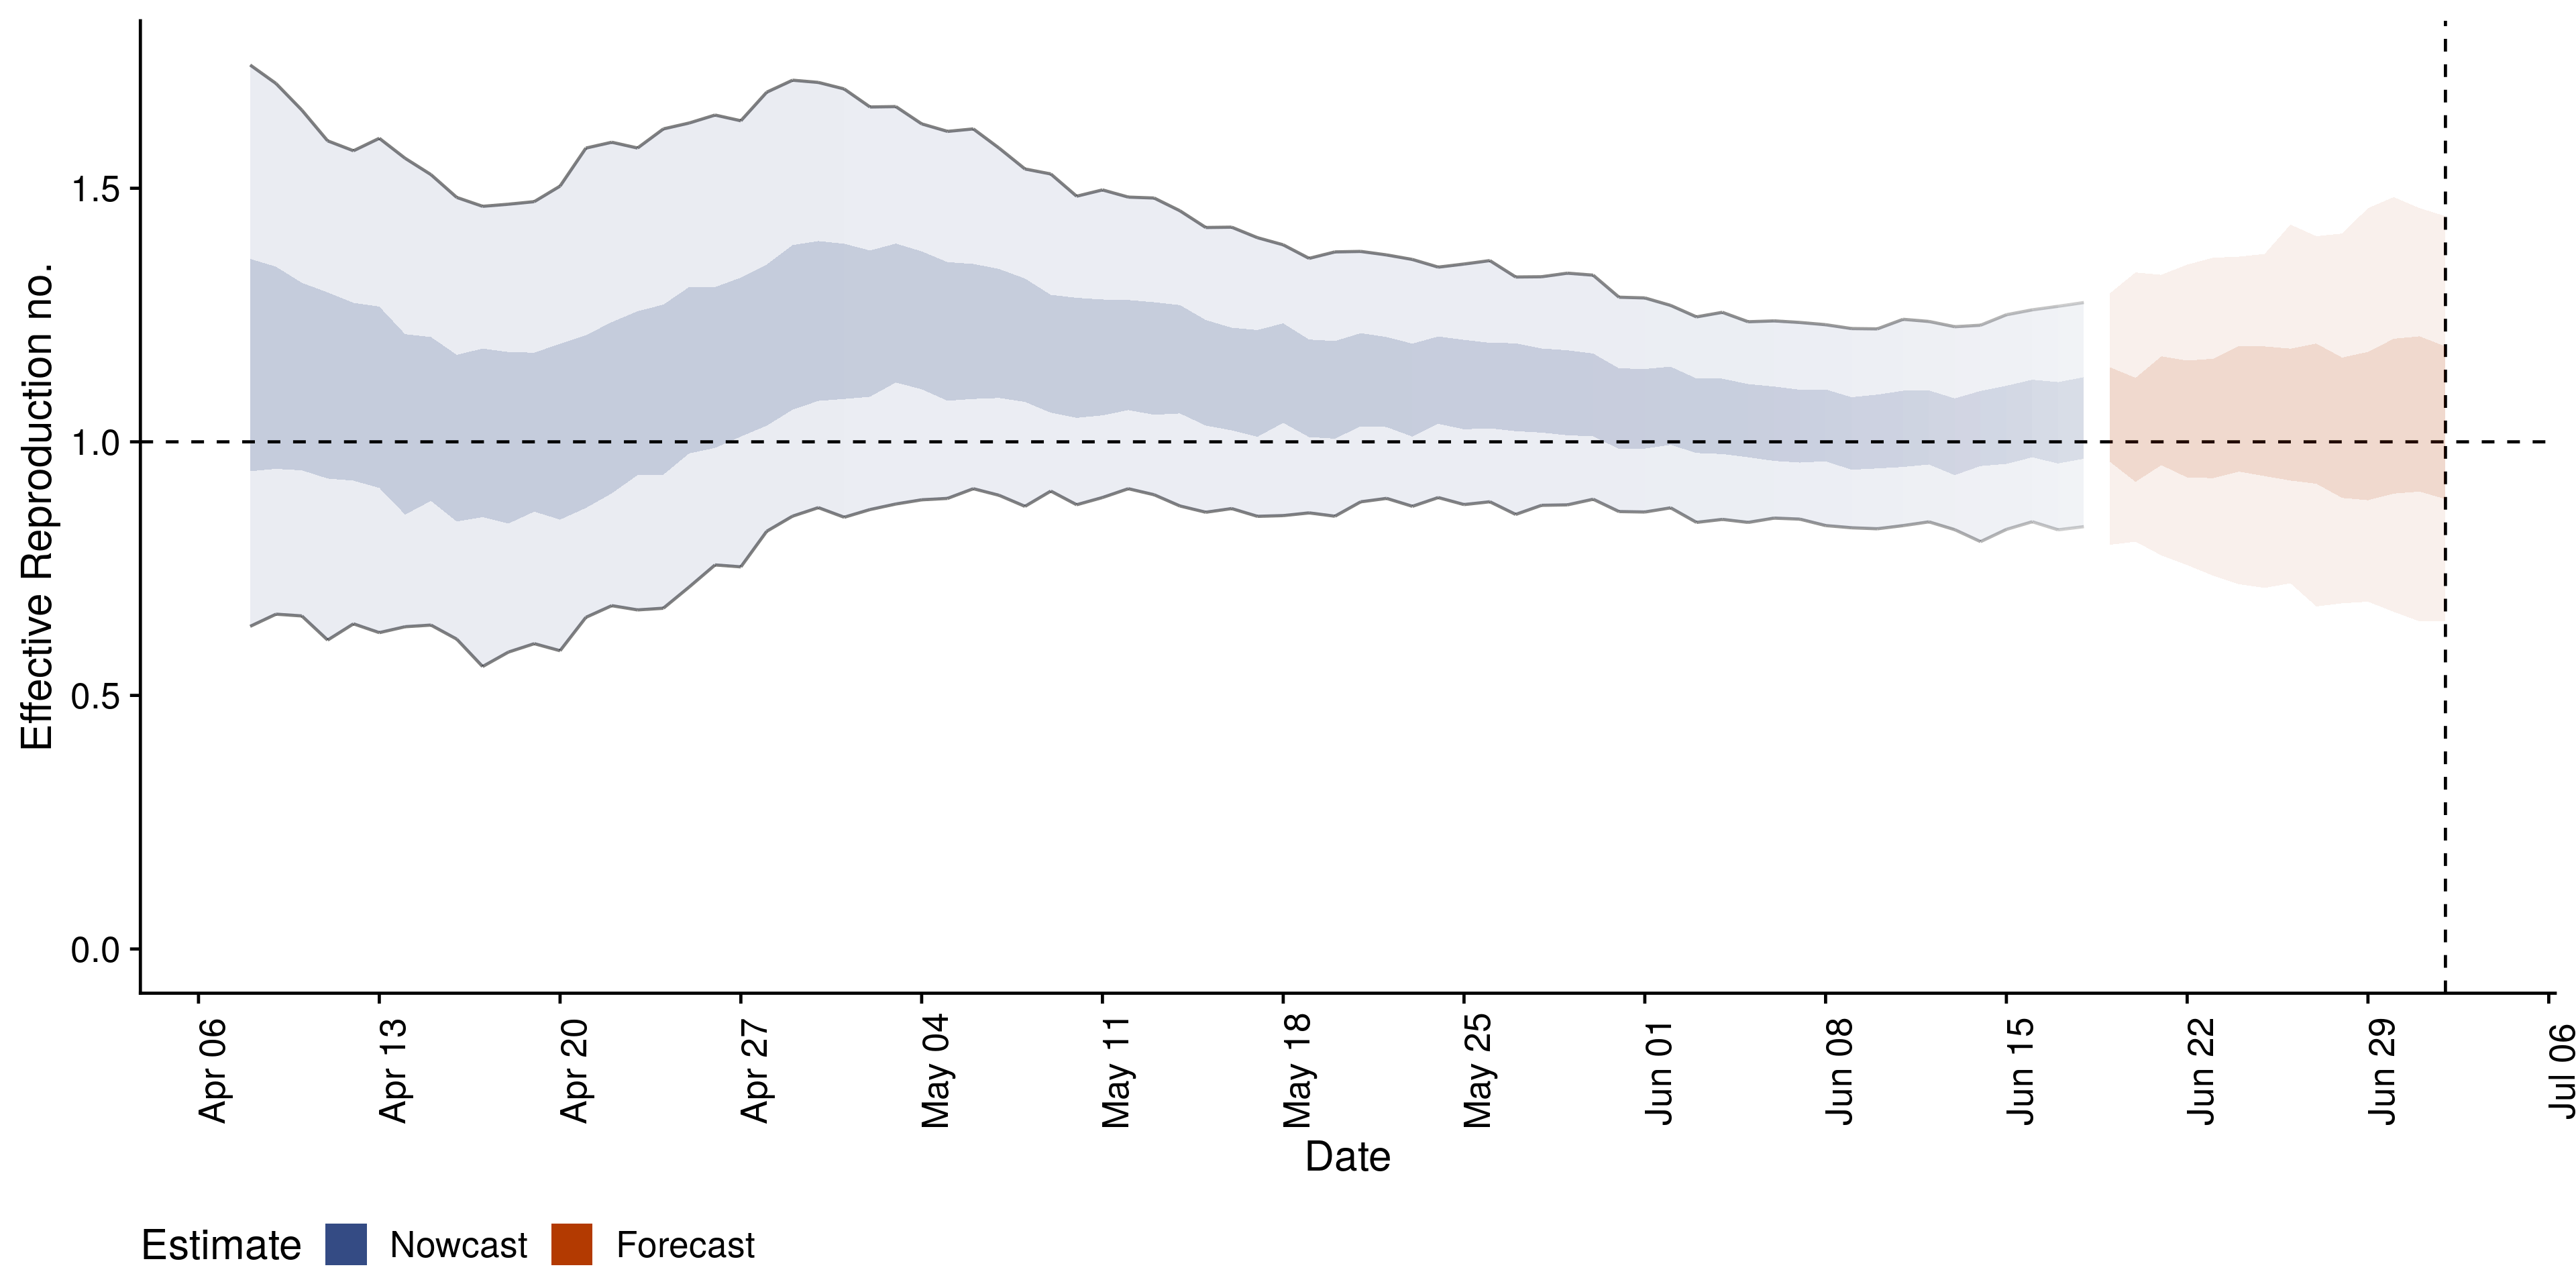 Effective Reproduction no.
1.5
1.0
0.5
0.0
Apr 06
Apr 13
Apr 20
Apr 27
May 04
May 11
May 18
May 25
Jun 01
Jun 08
Jun 15
Jun 22
Jun 29
Jul 06
Date
Estimate Nowcast Forecast